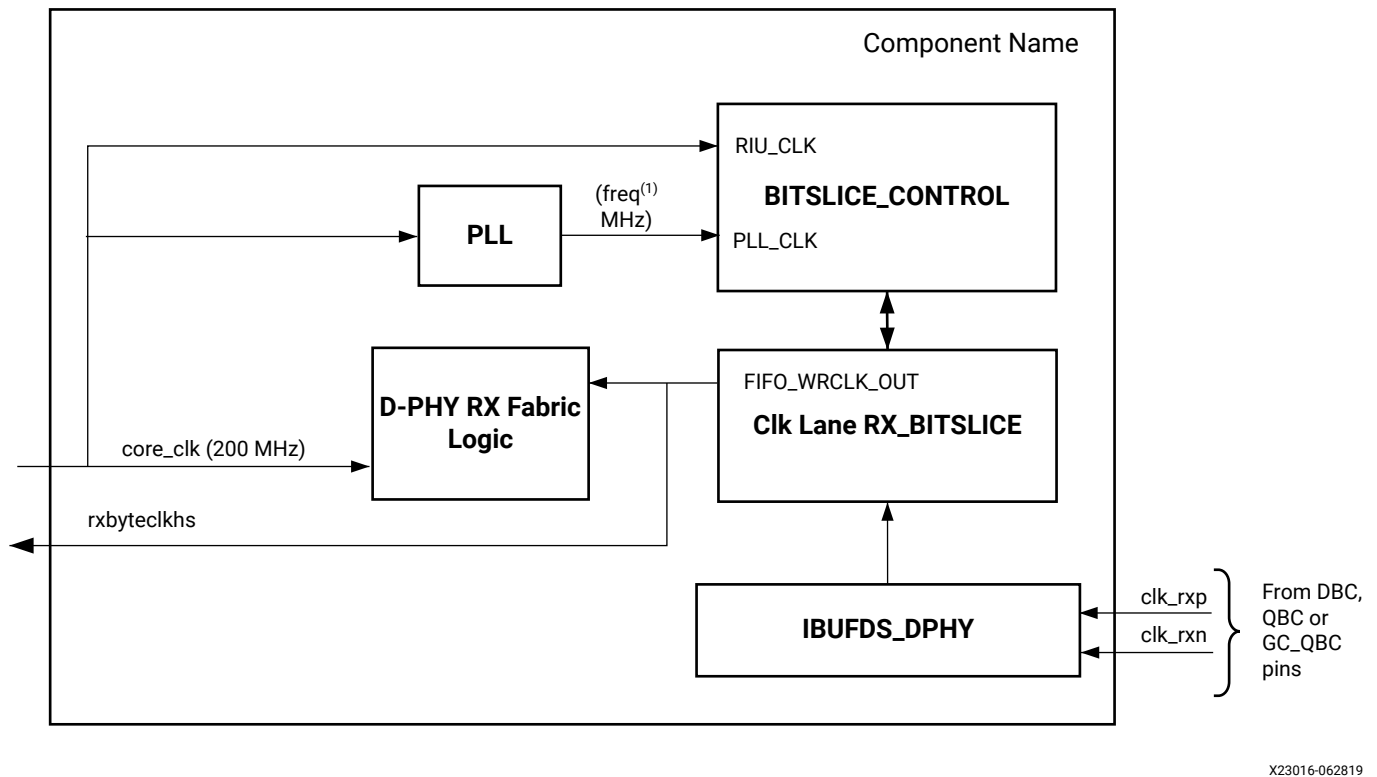 Component Name
RIU_CLK
BITSLICE_CONTROL
PLL_CLK
(freq(1)
MHz)
PLL
D-PHY RX Fabric
Logic
FIFO_WRCLK_OUT
Clk Lane RX_BITSLICE
core_clk (200 MHz)
rxbyteclkhs
IBUFDS_DPHY
clk_rxp
clk_rxn
From DBC,
QBC or
GC_QBC
pins
X23016-062819